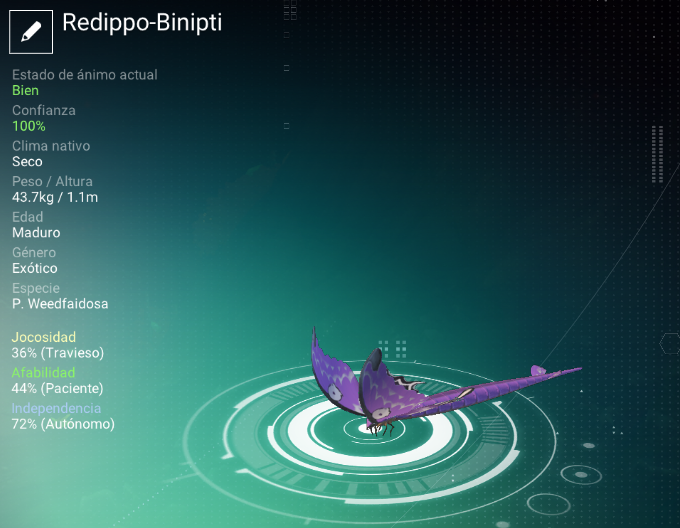 Redippo-Binipti
Estado de ánimo actual
Bien
Confianza
100%
Clima nativo
Seco
Peso / Altura
43.7kg / 1.1m
Edad
Maduro
Género
Exótico
Especie
P. Weedfaidosa
Jocosidad
36% (Travieso)
Afabilidad
44% (Paciente)
Independencia
72% (Autónomo)